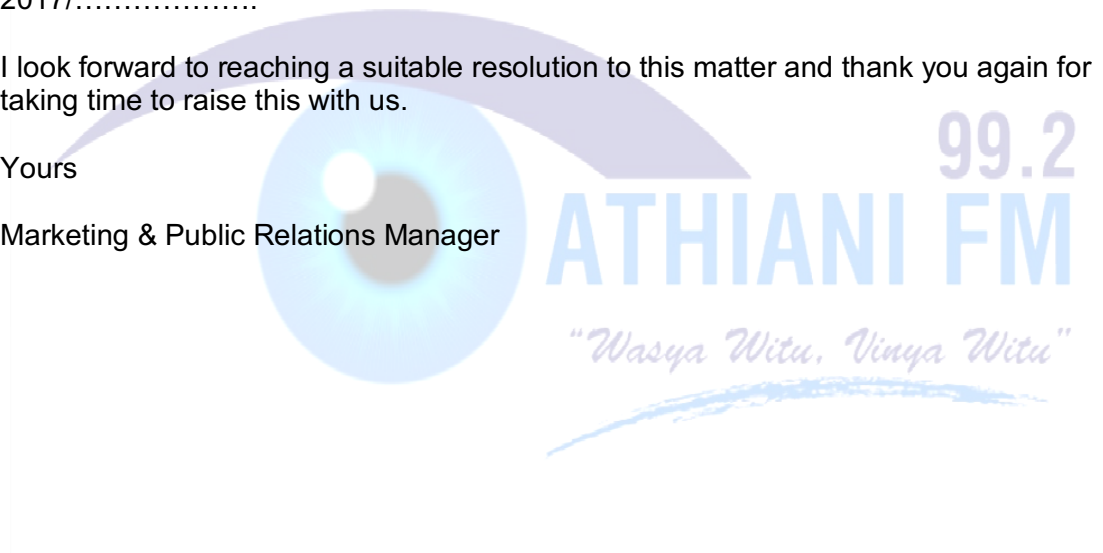 2017/………………..
I look forward to reaching a suitable resolution to this matter and thank you again for
taking time to raise this with us.
Yours
Marketing & Public Relations Manager
99.2
ATHIANI FM
“Wasya Witu, Vinya Witu”